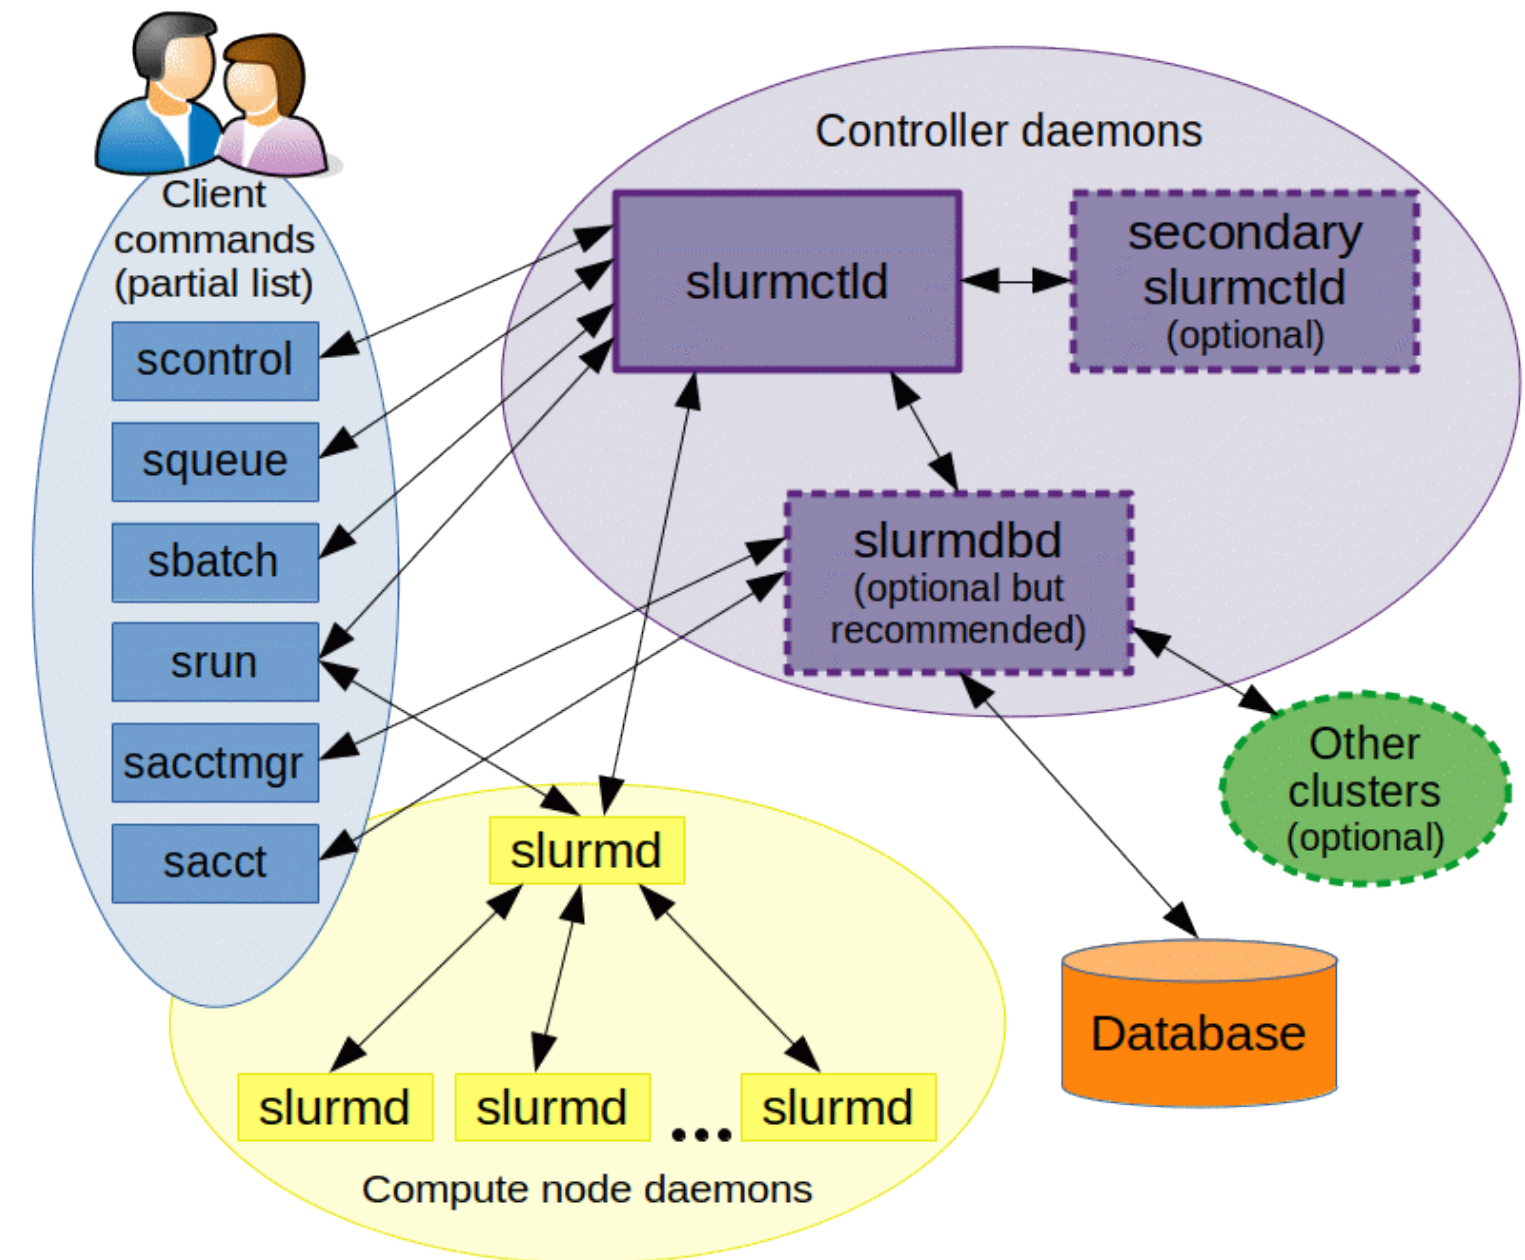 Client
commands
(partial list)
scontrol
squeue
sbatch
srun
sacctmgr
sacct
Controller daemons
slurmctld
secondary
slurmctld
(optional)
slurmdbd
(optional but
recommended)
Other
clusters
(optional)
Database
slurmd
slurmd
slurmd
...
slurmd
Compute node daemons